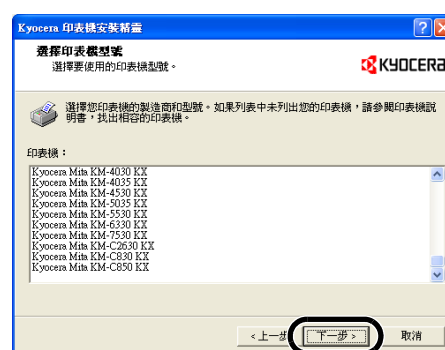 Kyocera 印表機安裝精靈
選擇印表機型號
選擇要使用的印表機型號。
KYOCERA
選擇您印表機的製造商和型號。如果列表中未列出您的印表機，請參閱印表機說
明書，找出相容的印表機。
印表機：
Kyocera Mita KM-4030 KX
Kyocera Mita KM-4035 KX
Kyocera Mita KM-4530 KX
Kyocera Mita KM-5035 KX
Kyocera Mita KM-5530 KX
Kyocera Mita KM-6330 KX
Kyocera Mita KM-7530 KX
Kyocera Mita KM-C2630 KX
Kyocera Mita KM-C830 KX
Kyocera Mita KM-C850 KX
<上一步 下一步> 取消